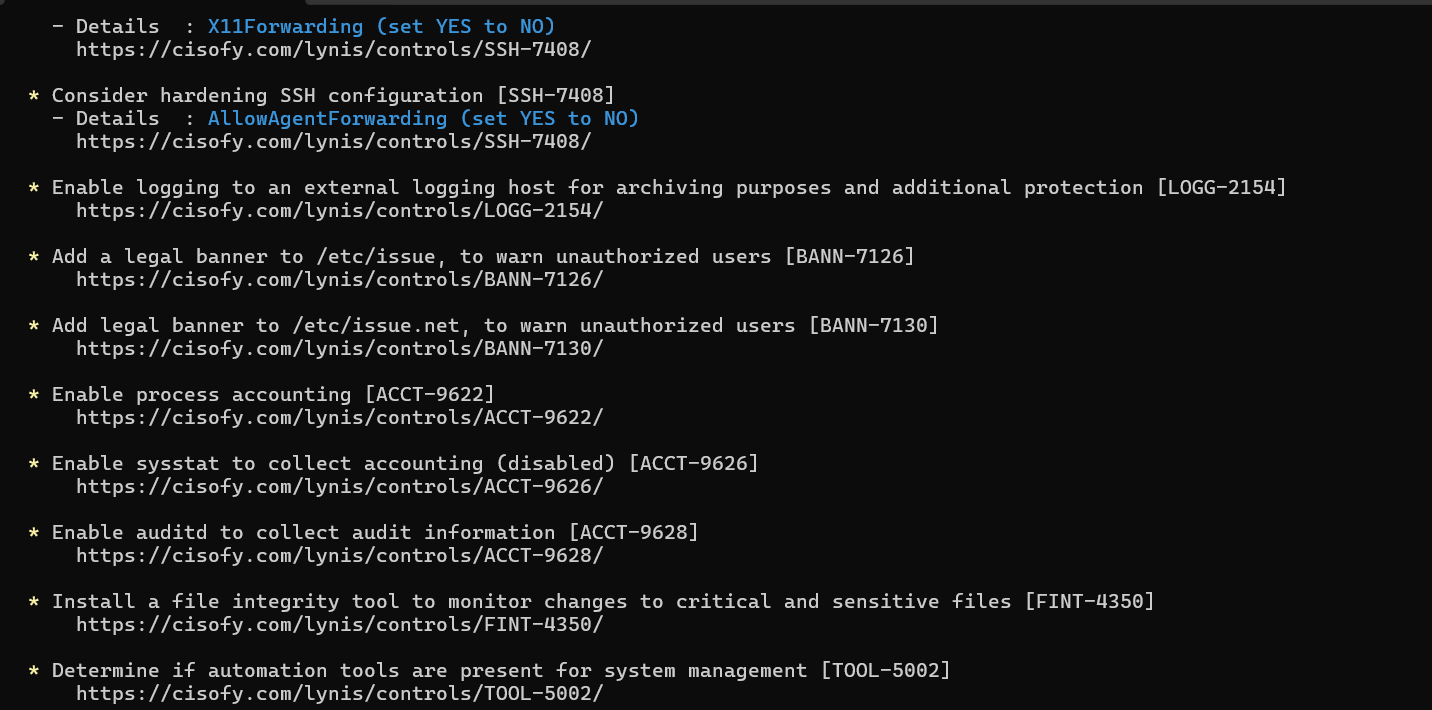 - Details  : X11Forwarding (set YES to NO)
https://cisofy.com/lynis/controls/SSH-7408/
* Consider hardening SSH configuration [SSH-7408]
- Details  : AllowAgentForwarding (set YES to NO)
https://cisofy.com/lynis/controls/SSH-7408/
* Enable logging to an external logging host for archiving purposes and additional protection [LOGG-2154]
https://cisofy.com/lynis/controls/LOGG-2154/
* Add a legal banner to /etc/issue, to warn unauthorized users [BANN-7126]
https://cisofy.com/lynis/controls/BANN-7126/
* Add legal banner to /etc/issue.net, to warn unauthorized users [BANN-7130]
https://cisofy.com/lynis/controls/BANN-7130/
* Enable process accounting [ACCT-9622]
https://cisofy.com/lynis/controls/ACCT-9622/
* Enable sysstat to collect accounting (disabled) [ACCT-9626]
https://cisofy.com/lynis/controls/ACCT-9626/
* Enable auditd to collect audit information [ACCT-9628]
https://cisofy.com/lynis/controls/ACCT-9628/
* Install a file integrity tool to monitor changes to critical and sensitive files [FINT-4350]
https://cisofy.com/lynis/controls/FINT-4350/
* Determine if automation tools are present for system management [TOOL-5002]
https://cisofy.com/lynis/controls/TOOL-5002/